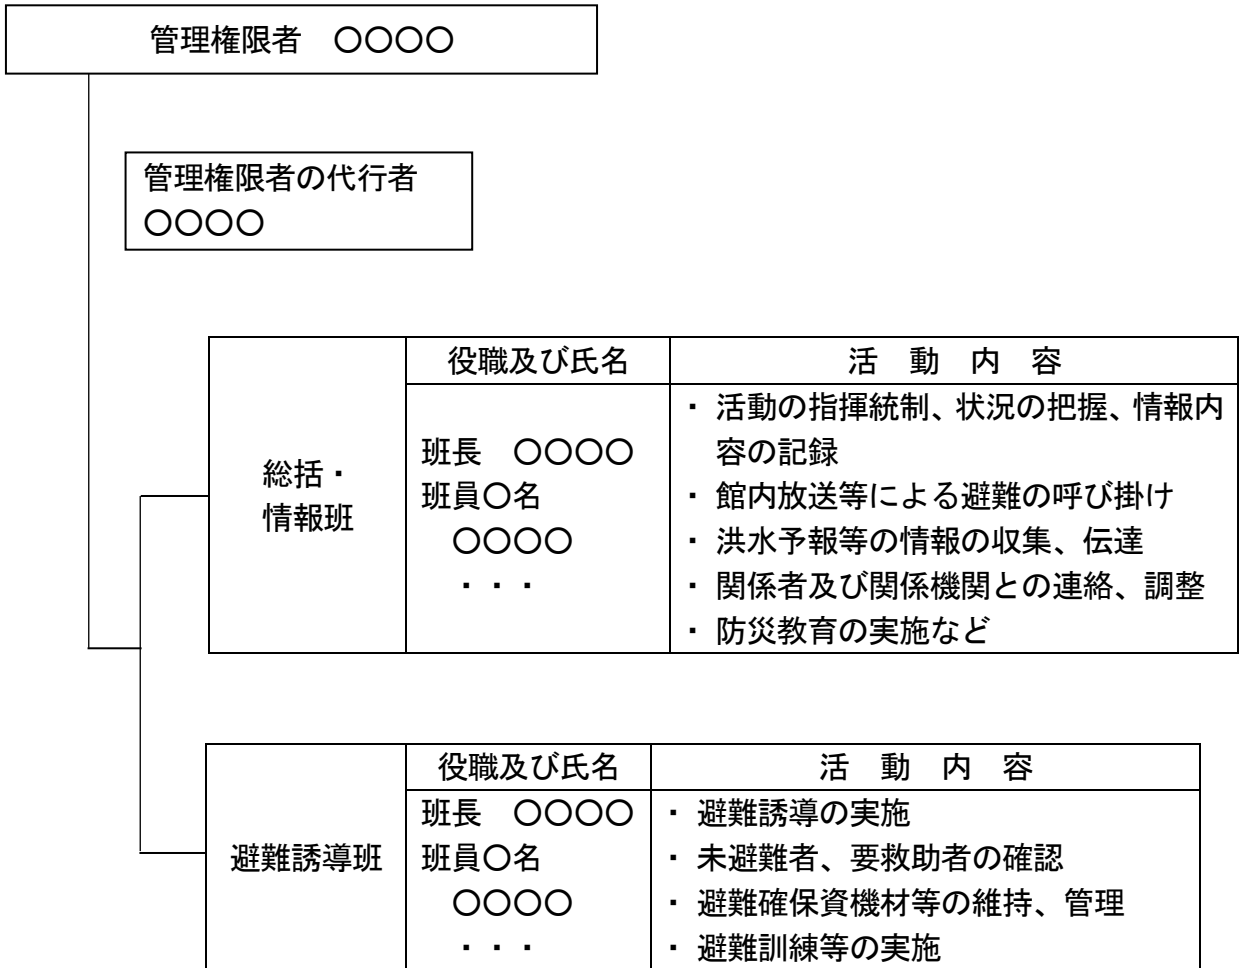 管理権限者　〇〇〇〇
管理権限者の代行者
〇〇〇〇
総括・
情報班
役職及び氏名
班長　〇〇〇〇
班員〇名
〇〇〇〇
・・・
活　動　内　容
・ 活動の指揮統制、状況の把握、情報内
容の記録
・ 館内放送等による避難の呼び掛け
・ 洪水予報等の情報の収集、伝達
・ 関係者及び関係機関との連絡、調整
・ 防災教育の実施など
避難誘導班
役職及び氏名
班長　〇〇〇〇
班員〇名
〇〇〇〇
・・・
活　動　内　容
・ 避難誘導の実施
・ 未避難者、要救助者の確認
・ 避難確保資機材等の維持、管理
・ 避難訓練等の実施